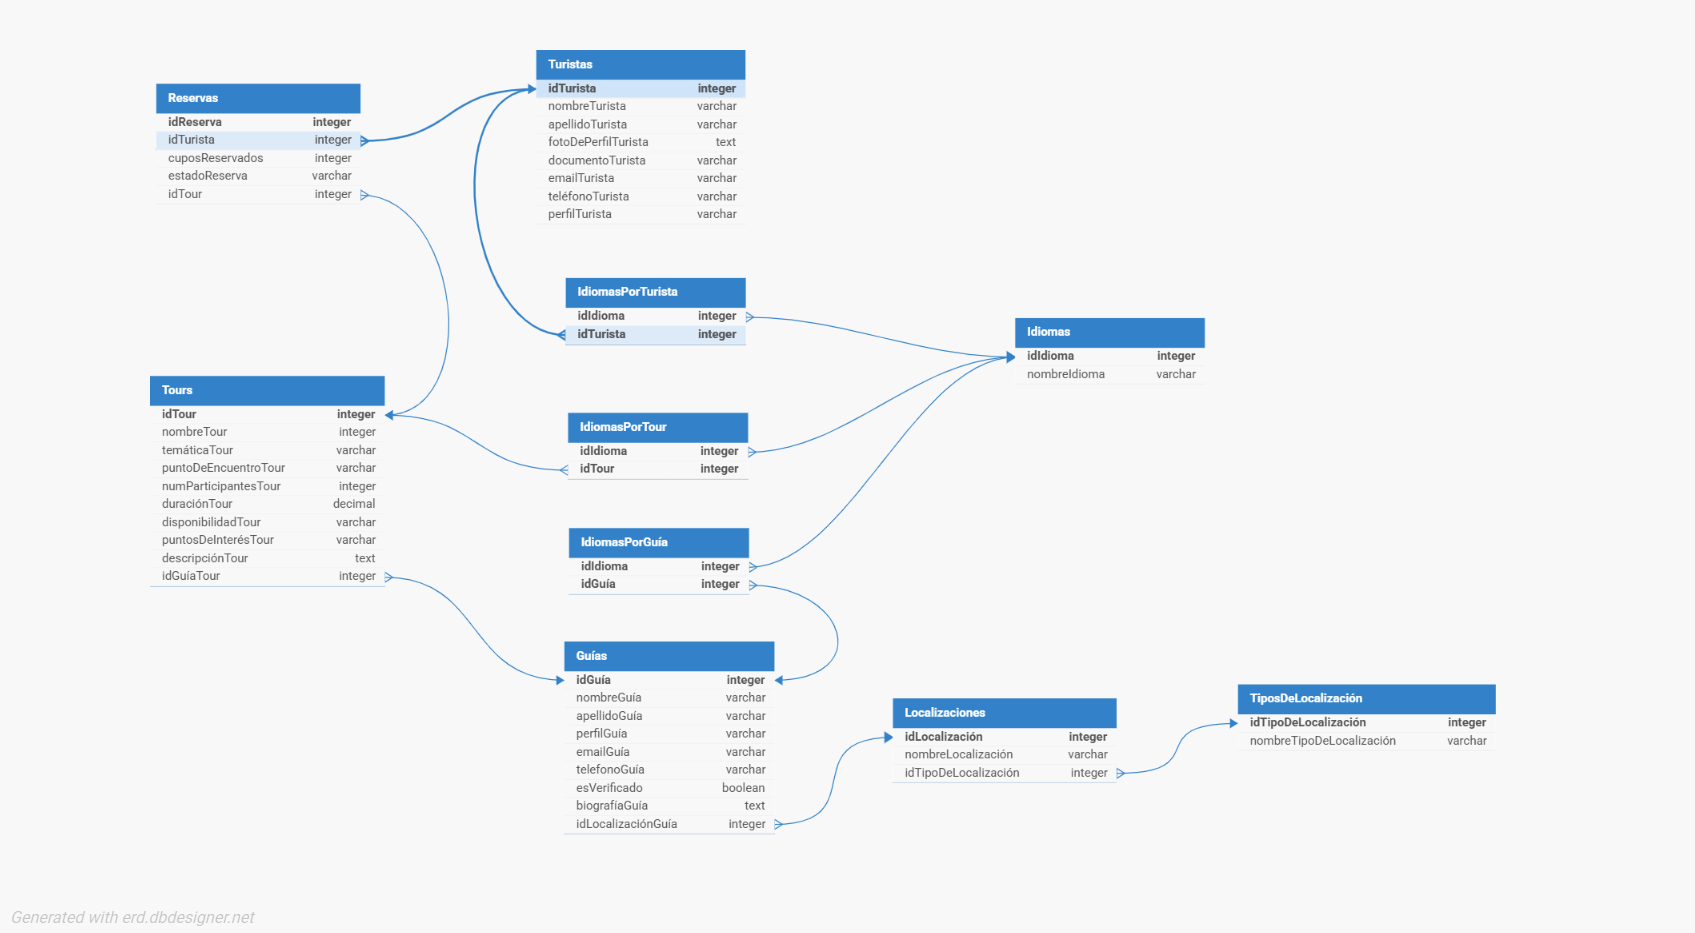 Turistas
idTurista integer
nombreTurista varchar
apellidoTurista varchar
fotoDePerfilTurista text
documentoTurista varchar
emailTurista varchar
teléfonoTurista varchar
perfilTurista varchar
Reservas
idReserva integer
idTurista integer
cuposReservados integer
estadoReserva varchar
idTour integer
IdiomasPorTurista
idIdioma integer
idTurista integer
Idiomas
idIdioma integer
nombreIdioma varchar
Tours
idTour integer
nombreTour integer
temáticaTour varchar
puntoDeEncuentroTour varchar
numParticipantesTour integer
duraciónTour decimal
disponibilidadTour varchar
puntosDeInterésTour varchar
descripciónTour text
idGuíaTour integer
IdiomasPorTour
idIdioma integer
idTour integer
IdiomasPorGuía
idIdioma integer
idGuía integer
Guías
idGuía integer
nombreGuía varchar
apellidoGuía varchar
perfilGuía varchar
emailGuía varchar
telefonoGuía varchar
esVerificado boolean
biografíaGuía text
idLocalizaciónGuía integer
Localizaciones
idLocalización integer
nombreLocalización varchar
idTipoDeLocalización integer
TiposDeLocalización
idTipoDeLocalización integer
nombreTipoDeLocalización varchar
Generated with erd.dbdesigner.net